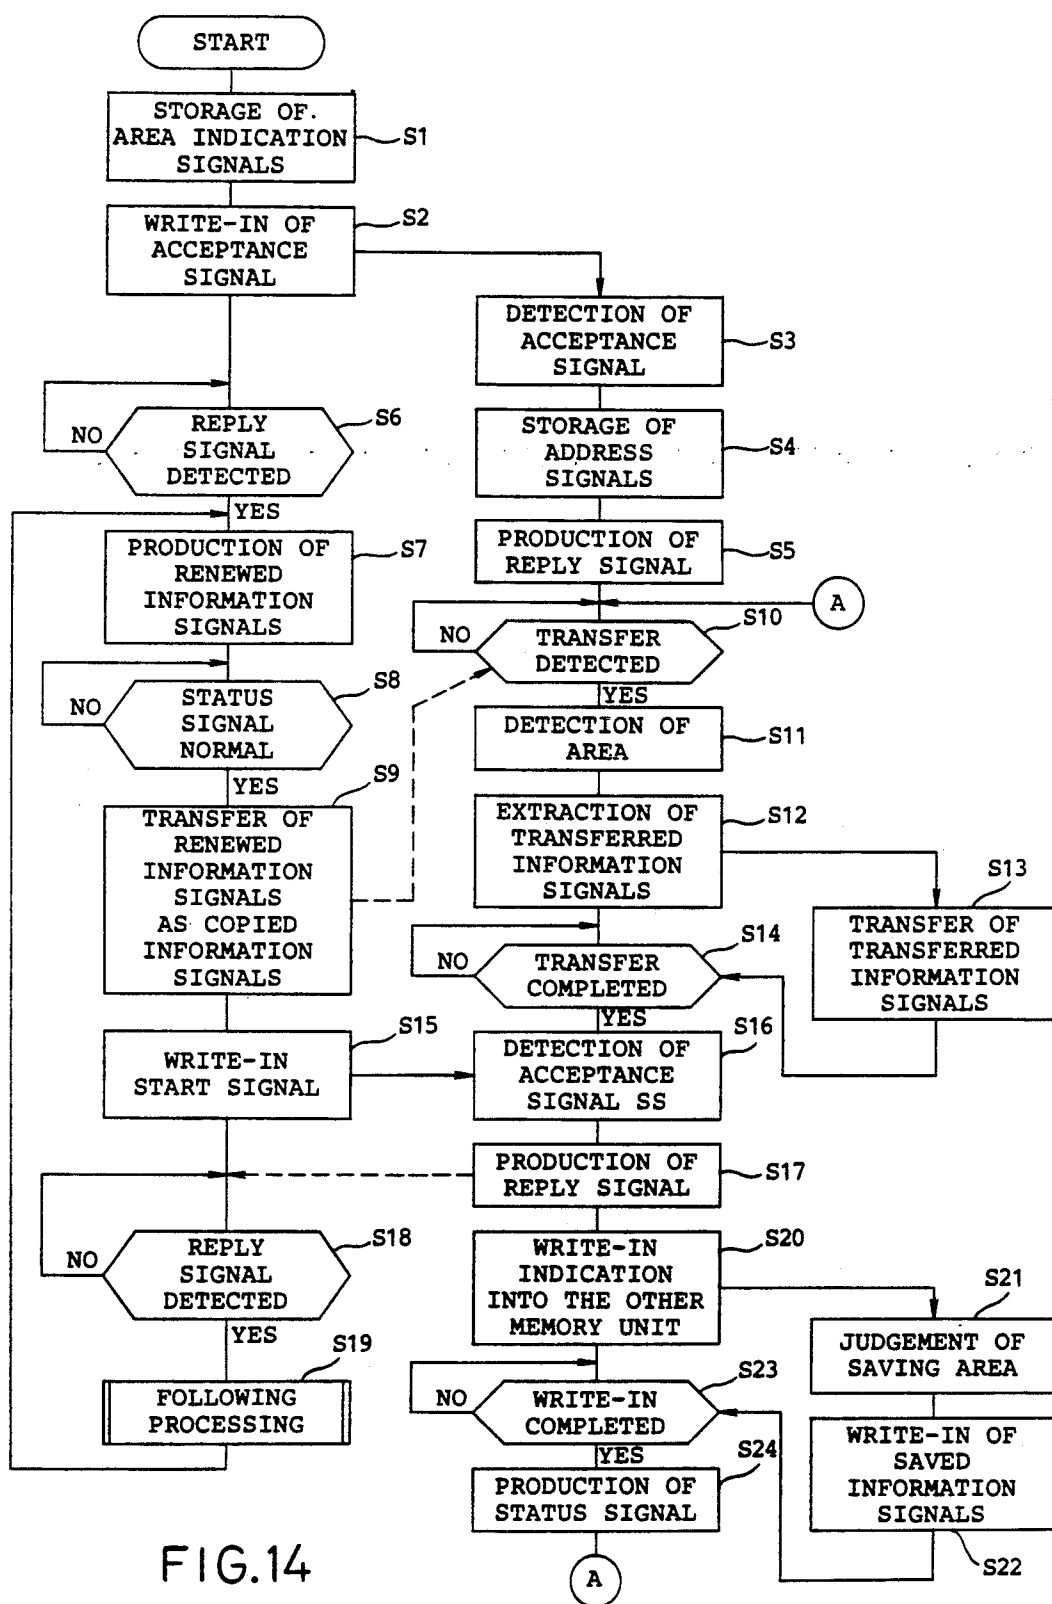 START
STORAGE OF.
AREA INDICATION
SIGNALS
S1
WRITE-IN OF
ACCEPTANCE
SIGNAL
S2
DETECTION OF
ACCEPTANCE
SIGNAL
S3
STORAGE OF
ADDRESS
SIGNALS
S4
PRODUCTION OF
REPLY SIGNAL
S5
REPLY
SIGNAL
DETECTED
S6
NO
YES
PRODUCTION OF
RENEWED
INFORMATION
SIGNALS
S7
STATUS
SIGNAL
NORMAL
S8
NO
YES
TRANSFER OF
RENEWED
INFORMATION
SIGNALS
AS COPIED
INFORMATION
SIGNALS
S9
A
TRANSFER
DETECTED
S10
NO
YES
DETECTION OF
AREA
S11
EXTRACTION OF
TRANSFERRED
INFORMATION
SIGNALS
S12
TRANSFER OF
TRANSFERRED
INFORMATION
SIGNALS
S13
TRANSFER
COMPLETED
S14
NO
YES
WRITE-IN
START SIGNAL
S15
DETECTION OF
ACCEPTANCE
SIGNAL SS
S16
PRODUCTION OF
REPLY SIGNAL
S17
REPLY
SIGNAL
DETECTED
S18
NO
YES
FOLLOWING
PROCESSING
S19
WRITE-IN
INDICATION
INTO THE OTHER
MEMORY UNIT
S20
JUDGEMENT OF
SAVING AREA
S21
WRITE-IN OF
SAVED
INFORMATION
SIGNALS
S22
WRITE-IN
COMPLETED
S23
NO
YES
PRODUCTION OF
STATUS SIGNAL
S24
A
FIG.14